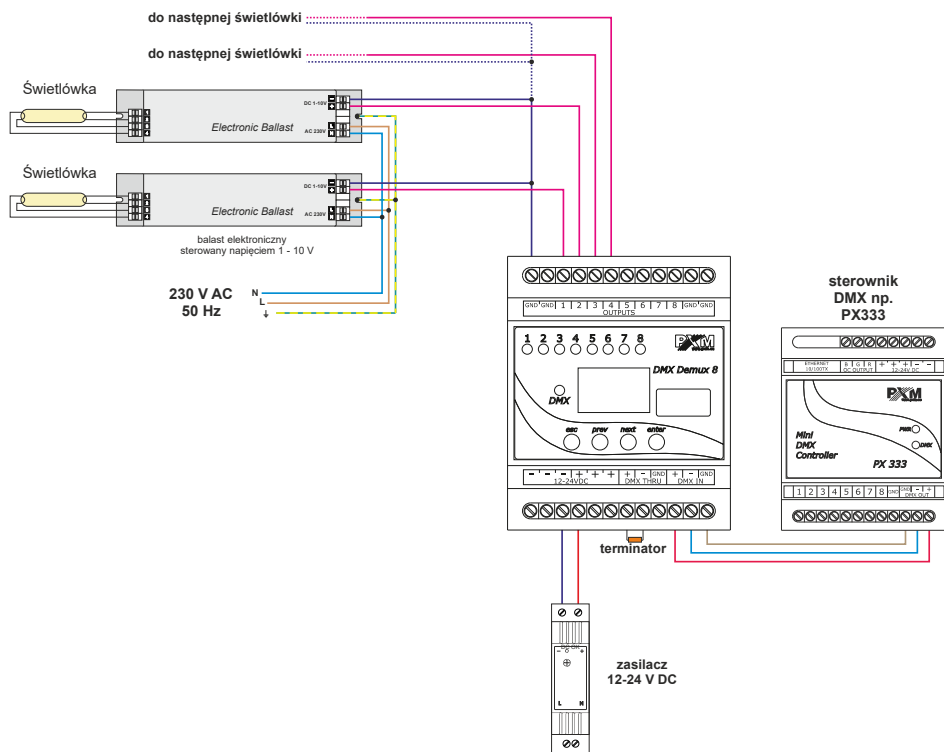 do następnej świetlówki
do następnej świetlówki
Świetlówka
DC 1-10V
Electronic Ballast
AC 230V
Świetlówka
DC 1-10V
Electronic Ballast
AC 230V
balast elektroniczny
sterowany napięciem 1 - 10 V
230 V AC
50 Hz
N
L
GND GND 1 2 3 4 5 6 7 8 GND GND
OUTPUTS
1 2 3 4 5 6 7 8
PXM
DMX Demux 8
DMX
esc prev next enter
- - - + + + + - GND + - GND
12-24VDC DMX THRU DMX IN
terminator
sterownik
DMX np.
PX333
ETHERNET
10/100TX
B G R + + + - -
OC OUTPUT 12-24V DC
PXM
PWR
DMX
Mini
DMX
Controller
PX 333
1 2 3 4 5 6 7 8 GND GND - +
DMX OUT
- +
L N
zasilacz
12-24 V DC